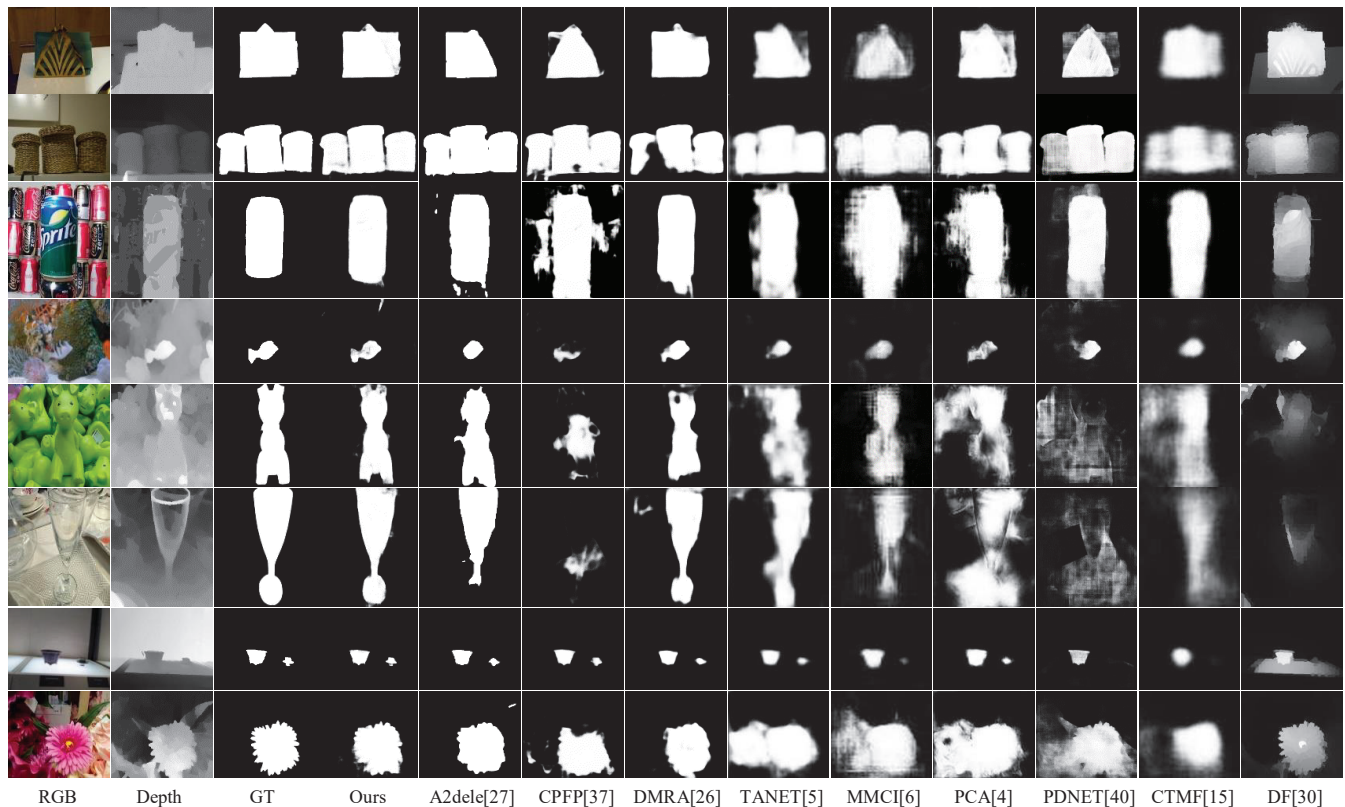 Sprite
RGB Depth GT Ours A2dele[27] CPFP[37] DMRA[26] TANET[5] MMCI[6] PCA[4] PDNET[40] CTMF[15] DF[30]